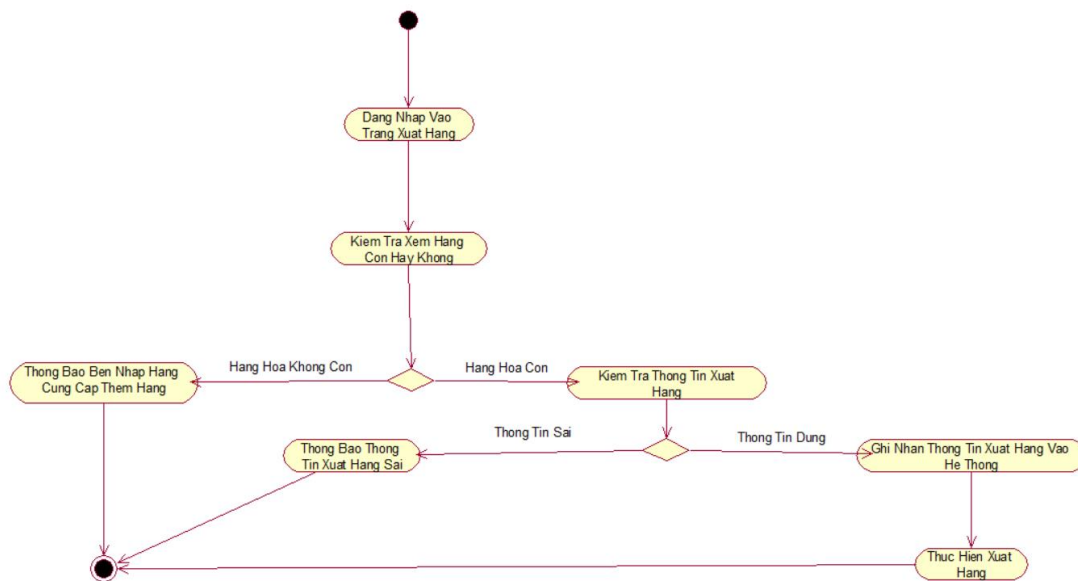 Dang Nhap Vao
Trang Xuat Hang
Kiem Tra Xem Hang
Con Hay Khong
Hang Hoa Khong Con
Hang Hoa Con
Thong Bao Ben Nhap Hang
Cung Cap Them Hang
Kiem Tra Thong Tin Xuat
Hang
Thong Tin Sai
Thong Tin Dung
Thong Bao Thong
Tin Xuat Hang Sai
Ghi Nhan Thong Tin Xuat Hang Vao
He Thong
Thuc Hien Xuat
Hang